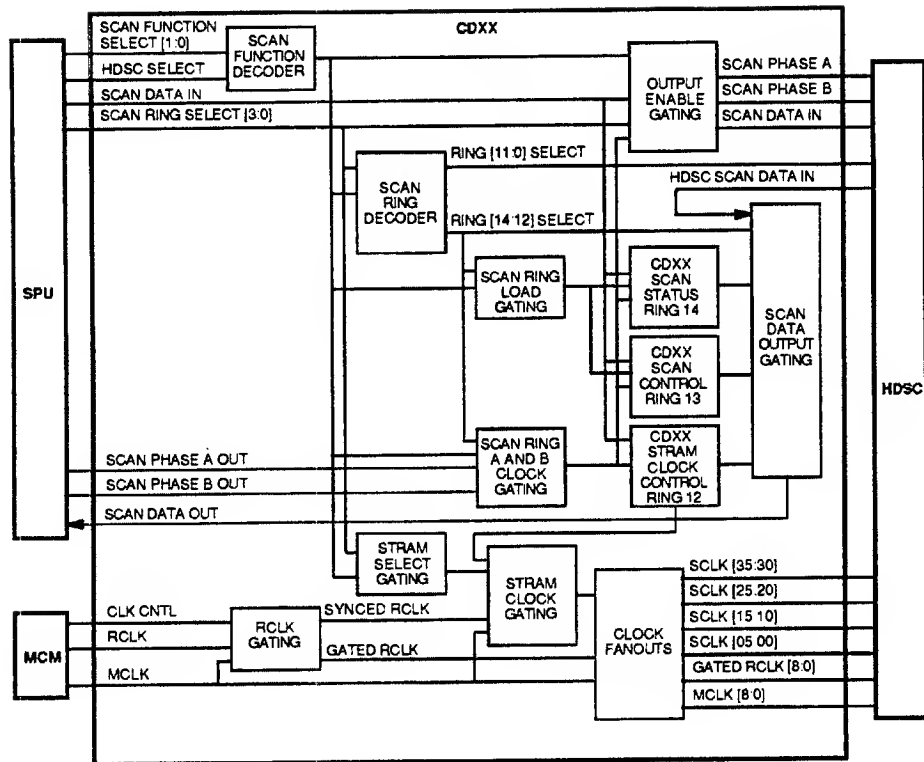 CDXX
SCAN FUNCTION
SELECT [1:0]
HDSC SELECT
SCAN DATA IN
SCAN RING SELECT [3:0]
SCAN
FUNCTION
DECODER
OUTPUT
ENABLE
GATING
SCAN PHASE A
SCAN PHASE B
SCAN DATA IN
SCAN
RING
DECODER
RING [11:0] SELECT
HDSC SCAN DATA IN
RING [14:12] SELECT
SPU
SCAN RING
LOAD
GATING
CDXX
SCAN
STATUS
RING 14
SCAN
DATA
OUTPUT
GATING
CDXX
SCAN
CONTROL
RING 13
HDSC
SCAN RING
A AND B
CLOCK
GATING
CDXX
STRAM
CLOCK
CONTROL
RING 12
SCAN PHASE A OUT
SCAN PHASE B OUT
SCAN DATA OUT
STRAM
SELECT
GATING
STRAM
CLOCK
GATING
CLOCK
FANOUTS
SCLK [35:30]
SCLK [25.20]
SCLK [15:10]
SCLK [05 00]
GATED RCLK [8:0]
MCLK [8:0]
MCM
CLK CNTL
RCLK
MCLK
RCLK
GATING
SYNCED RCLK
GATED RCLK